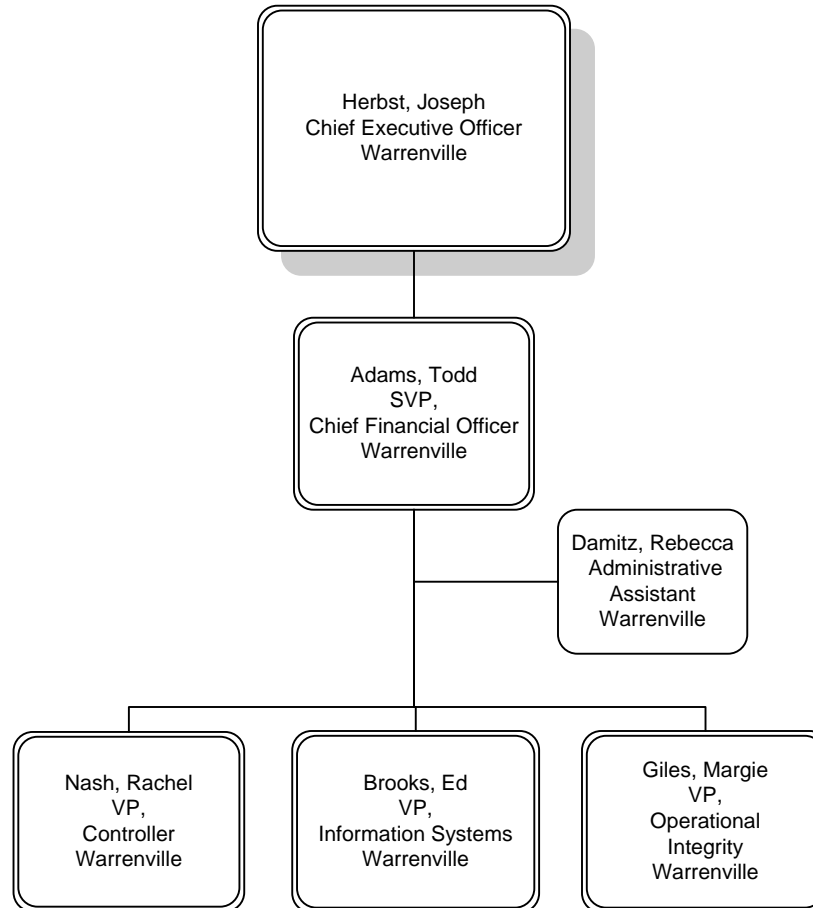 Herbst, Joseph
Chief Executive Officer
Warrenville
Adams, Todd
SVP,
Chief Financial Officer
Warrenville
Damitz, Rebecca
Administrative
Assistant
Warrenville
Nash, Rachel
VP,
Controller
Warrenville
Brooks, Ed
VP,
Information Systems
Warrenville
Giles, Margie
VP,
Operational
Integrity
Warrenville